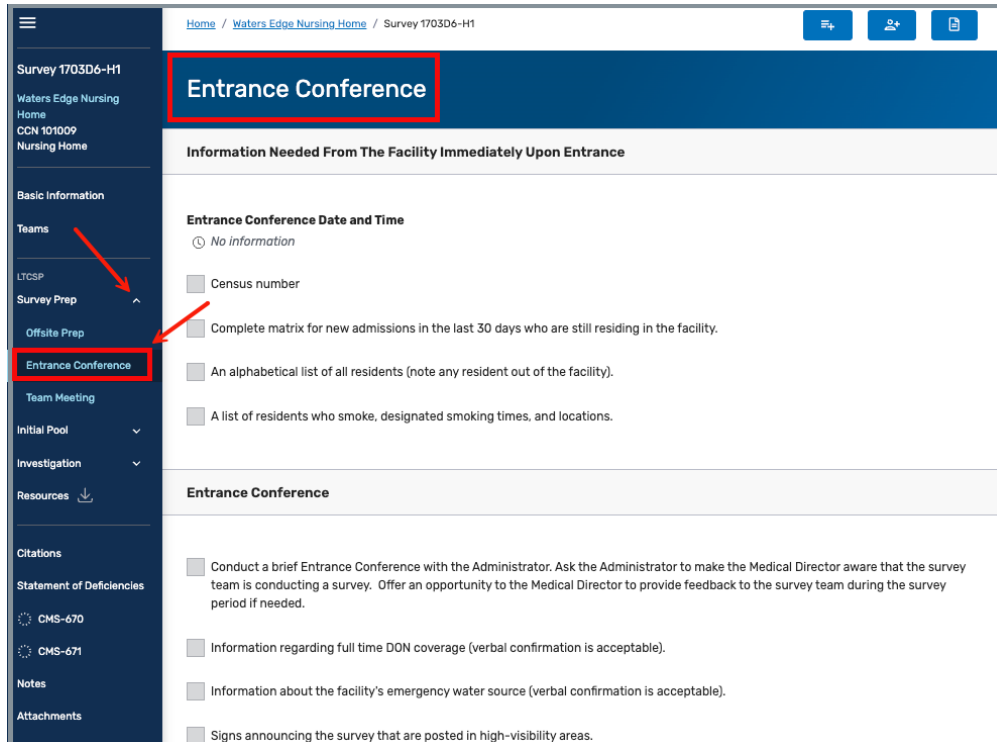 Home / Waters Edge Nursing Home / Survey 1703D6-H1
Survey 1703D6-H1
Waters Edge Nursing
Home
CCN 101009
Nursing Home
Basic Information
Teams
LTCSP
Survey Prep
Offsite Prep
Entrance Conference
Team Meeting
Initial Pool
Investigation
Resources
Citations
Statement of Deficiencies
CMS-670
CMS-671
Notes
Attachments
Entrance Conference
Information Needed From The Facility Immediately Upon Entrance
Entrance Conference Date and Time
No information
Census number
Complete matrix for new admissions in the last 30 days who are still residing in the facility.
An alphabetical list of all residents (note any resident out of the facility).
A list of residents who smoke, designated smoking times, and locations.
Entrance Conference
Conduct a brief Entrance Conference with the Administrator. Ask the Administrator to make the Medical Director aware that the survey
team is conducting a survey. Offer an opportunity to the Medical Director to provide feedback to the survey team during the survey
period if needed.
Information regarding full time DON coverage (verbal confirmation is acceptable).
Information about the facility's emergency water source (verbal confirmation is acceptable).
Signs announcing the survey that are posted in high-visibility areas.